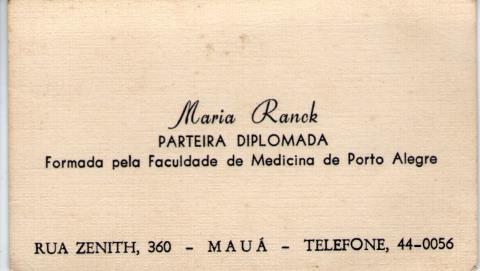 Maria Ranck
PARTEIRA DIPLOMADA
Formada pela Faculdade de Medicina de Porto Alegre
RUA ZENITH, 360 – MAUÁ – TELEFONE, 44-0056